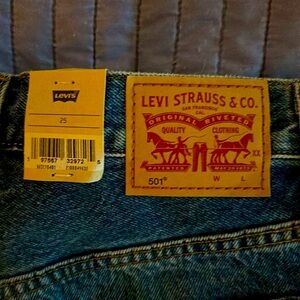 Levi's
25
LEVI STRAUSS & CO.
SAN FRANCISCO
CAL.
ORIGINAL RIVETED
QUALITY CLOTHING
XX
PATENTED
501® W L